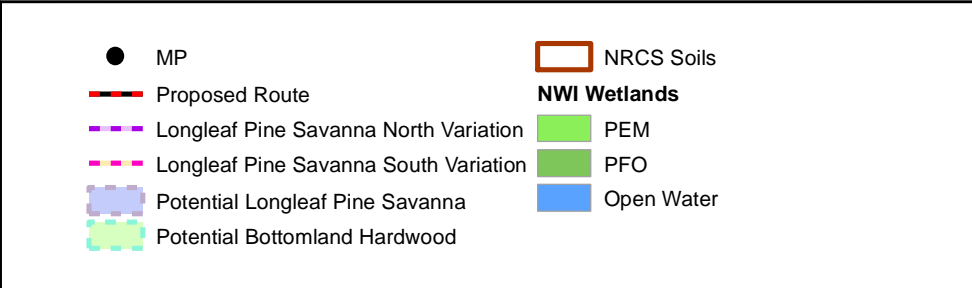 MP
Proposed Route
Longleaf Pine Savanna North Variation
Longleaf Pine Savanna South Variation
Potential Longleaf Pine Savanna
Potential Bottomland Hardwood
NRCS Soils
NWI Wetlands
PEM
PFO
Open Water